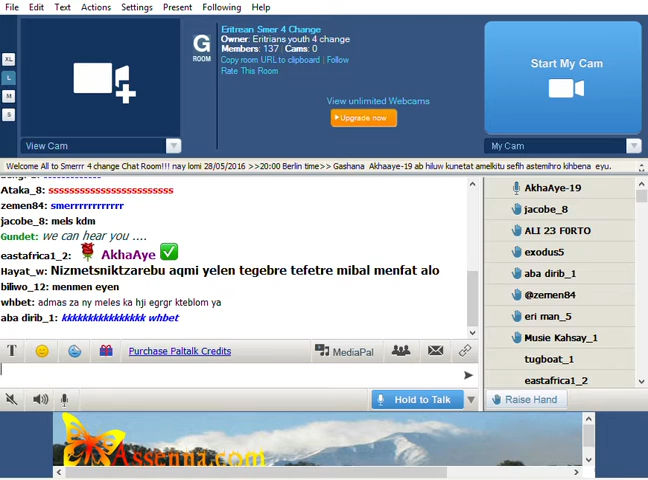 File Edit Text Actions Settings Present Following Help
Eritrean Smer 4 Change
Owner: Eritrians youth 4 change
Members: 137 Cams: 0
Copy room URL to clipboard | Follow
Rate This Room
G
ROOM
XL
L
M
S
View unlimited Webcams
Upgrade now
Start My Cam
View Cam
My Cam
Welcome All to Smerrr 4 change Chat Room!!! nay lomi 28/05/2016 >>20:00 Berlin time>> Gashana Akhaaye-19 ab hiluw kunetat amelkitu sefih astemihro kihbena eyu.
Ataka_8: sssssssssssssssssssssssss
zemen84: smerrrrrrrrrrrr
jacobe_8: mels kdm
Gundet: we can hear you ....
eastafrica1_2: AkhaAye
Hayat_w: Nizmetsniktzarebu aqmi yelen tegebre tefetre mibal menfat alo
biliwo_12: menmen eyen
whbet: admas za ny meles ka hji egrgr kteblom ya
aba dirib_1: kkkkkkkkkkkkkkkk whbet
AkhaAye-19
jacobe_8
ALI 23 F0RTO
exodus5
aba dirib_1
@zemen84
eri man_5
Musie Kahsay_1
tugboat_1
eastafrica1_2
T Purchase Paltalk Credits MediaPal
Hold to Talk
Raise Hand
Assenna.com